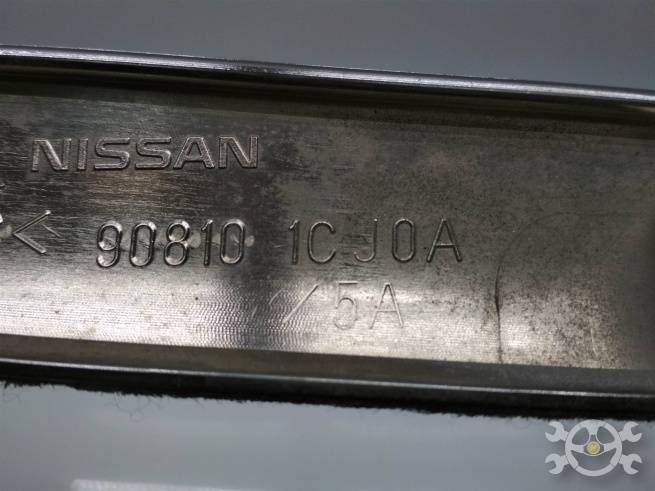 NISSAN
< 90810 1CJ0A
/5A